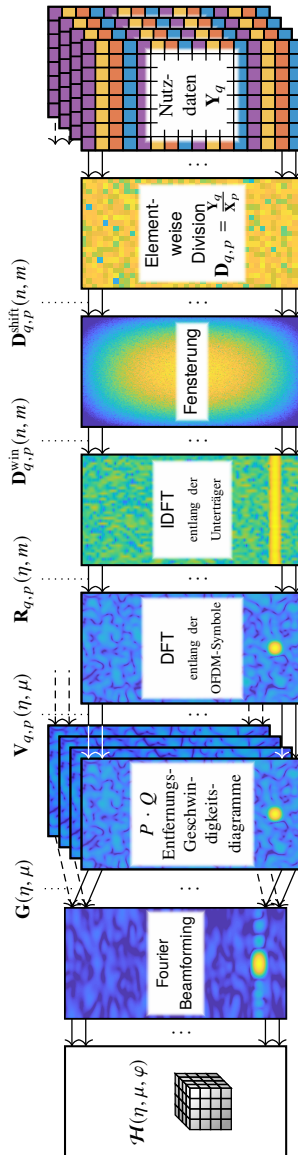 Nutz-
daten
Y_q
Element-
weise
Division
D_{q,p} = Y_q / X_p
D^{shift}_{q,p}(n, m)
Fensterung
D^{win}_{q,p}(n, m)
IDFT
entlang der
Unterträger
R_{q,p}(η, m)
DFT
entlang der
OFDM-Symbole
V_{q,p}(η, μ)
P · Q
Entfernungs-
Geschwin-
digkeits-
diagramme
G(η, μ)
Fourier
Beamforming
ℋ(η, μ, φ)